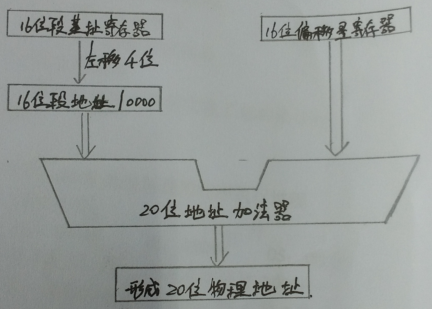 16位段基址寄存器
16位偏移量寄存器
左移4位
16位段地址/0000
20位地址加法器
形成20位物理地址